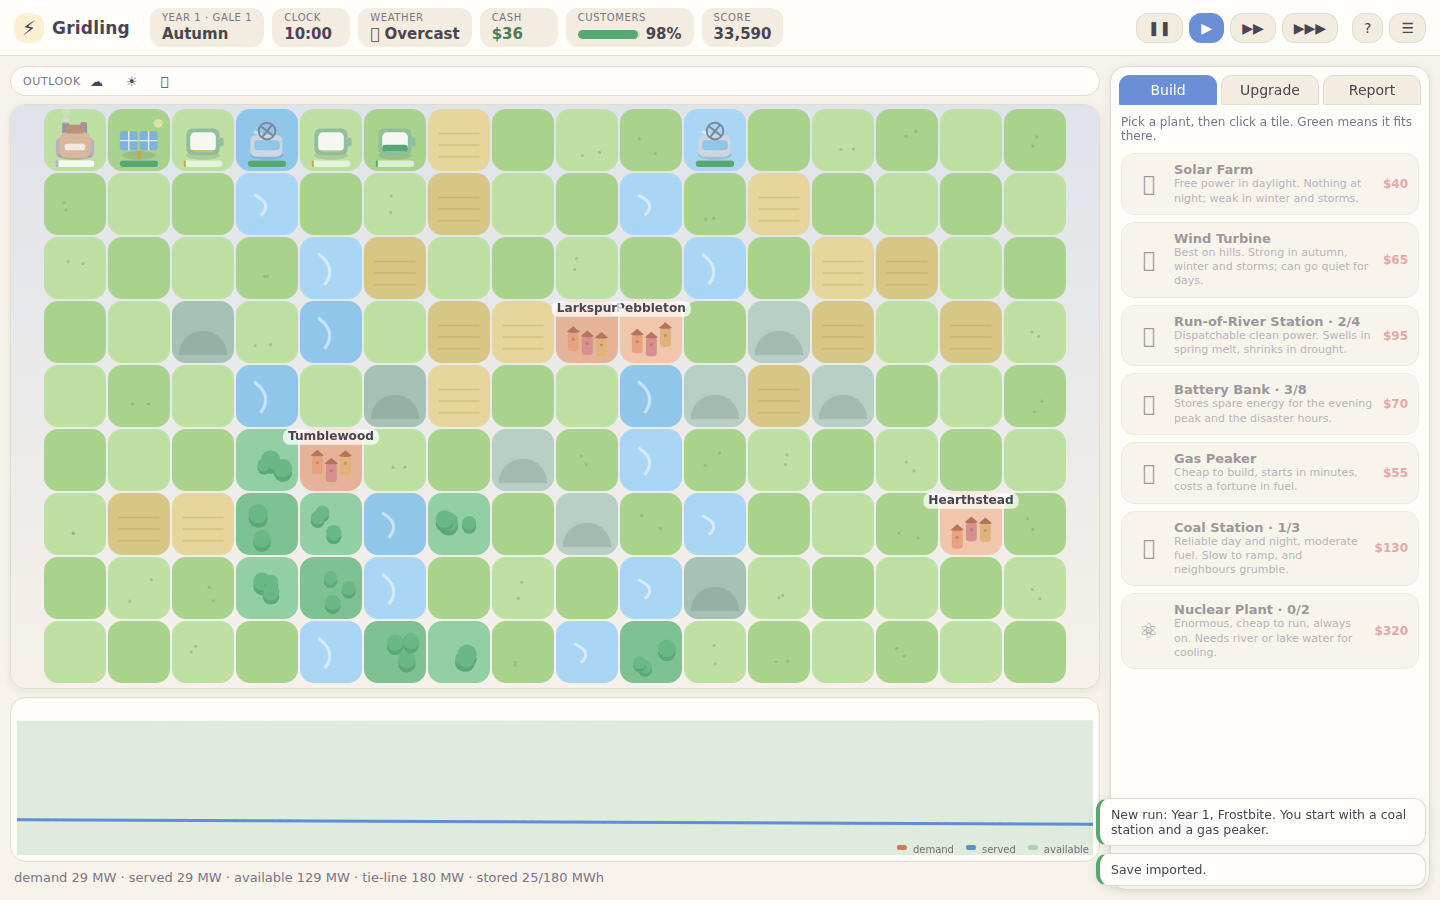 Gridling
YEAR 1 · GALE 1
Autumn
CLOCK
10:00
WEATHER
Overcast
CASH
$36
CUSTOMERS
98%
SCORE
33,590
?
OUTLOOK
Build
Upgrade
Report
Pick a plant, then click a tile. Green means it fits
there.
Solar Farm
Free power in daylight. Nothing at
night; weak in winter and storms.
$40
Wind Turbine
Best on hills. Strong in autumn,
winter and storms; can go quiet for
days.
$65
Run-of-River Station · 2/4
Dispatchable clean power. Swells in
spring melt, shrinks in drought.
$95
Battery Bank · 3/8
Stores spare energy for the evening
peak and the disaster hours.
$70
Gas Peaker
Cheap to build, starts in minutes,
costs a fortune in fuel.
$55
Coal Station · 1/3
Reliable day and night, moderate
fuel. Slow to ramp, and
neighbours grumble.
$130
Nuclear Plant · 0/2
Enormous, cheap to run, always
on. Needs river or lake water for
cooling.
$320
Larkspur
Pebbleton
Tumblewood
Hearthstead
New run: Year 1, Frostbite. You start with a coal
station and a gas peaker.
Save imported.
demand
served
available
demand 29 MW · served 29 MW · available 129 MW · tie-line 180 MW · stored 25/180 MWh